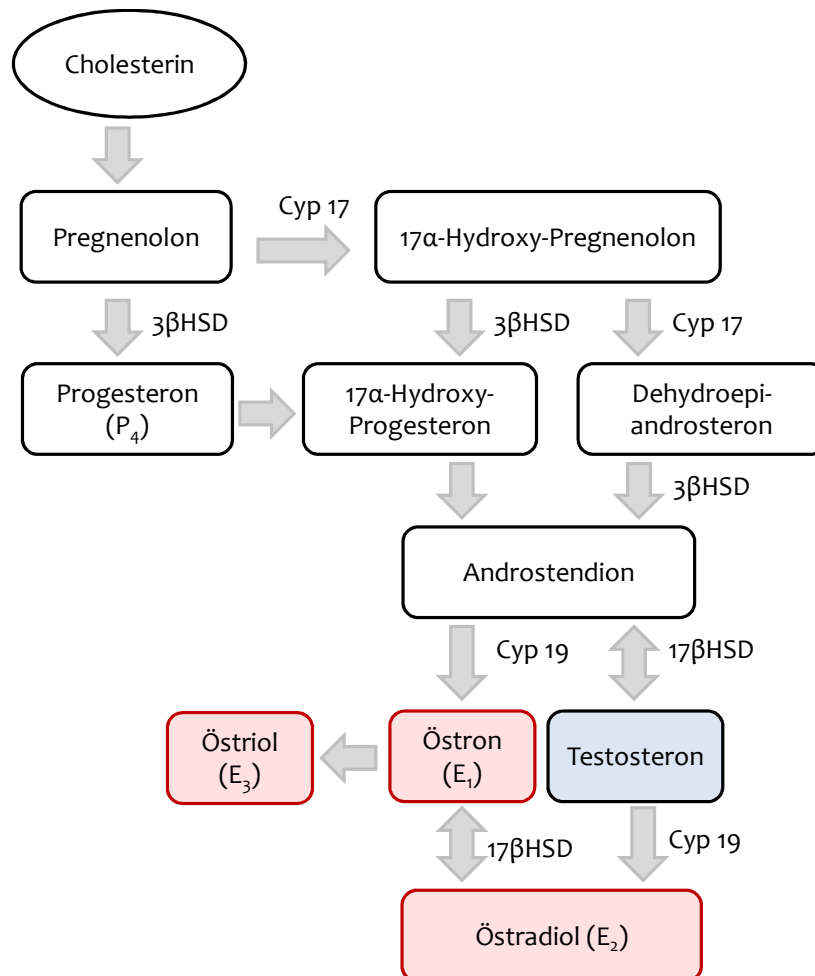 Cholesterin
Cyp 17
Pregnenolon
17α-Hydroxy-Pregnenolon
3βHSD
3βHSD
Cyp 17
Progesteron
(P₄)
17α-Hydroxy-
Progesteron
Dehydroepi-
androsteron
3βHSD
Androstendion
Cyp 19
17βHSD
Östriol
(E₃)
Östron
(E₁)
Testosteron
17βHSD
Cyp 19
Östradiol (E₂)